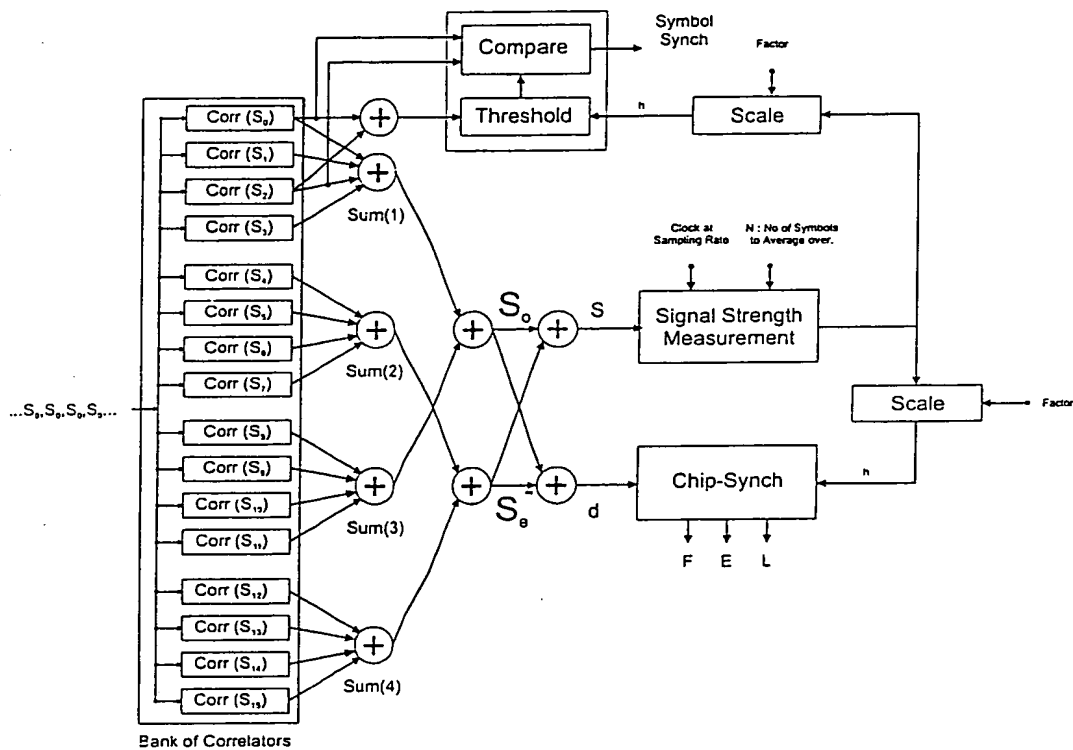 Symbol
Synch
Compare
Factor
Threshold
h
Scale
Corr (S₀)
Corr (S₁)
Corr (S₂)
Corr (S₃)
Sum(1)
Clock at
Sampling Rate
N : No of Symbols
to Average over.
Corr (S₄)
Corr (S₅)
Corr (S₆)
Corr (S₇)
Sum(2)
Sₒ
S
Signal Strength
Measurement
Scale
Factor
Corr (S₉)
Corr (S₁₀)
Corr (S₁₁)
Sum(3)
Sₑ
-
d
Chip-Synch
h
F E L
Corr (S₁₂)
Corr (S₁₃)
Corr (S₁₄)
Corr (S₁₅)
Sum(4)
Bank of Correlators